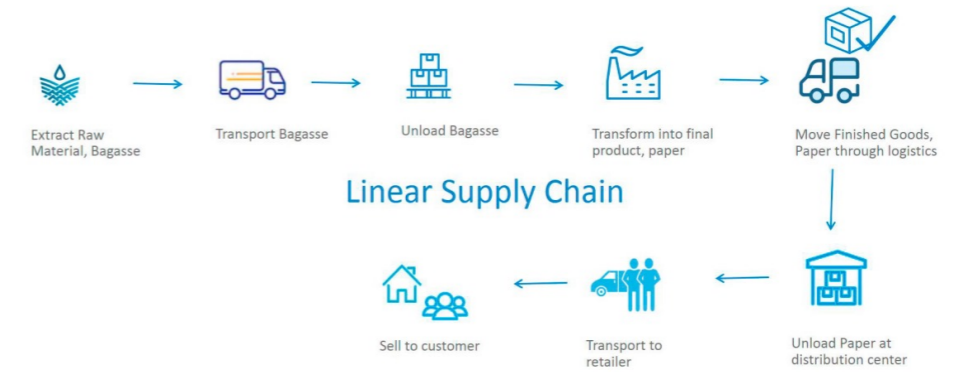 Extract Raw
Material, Bagasse
Transport Bagasse
Unload Bagasse
Transform into final
product, paper
Move Finished Goods,
Paper through logistics
Linear Supply Chain
Sell to customer
Transport to
retailer
Unload Paper at
distribution center